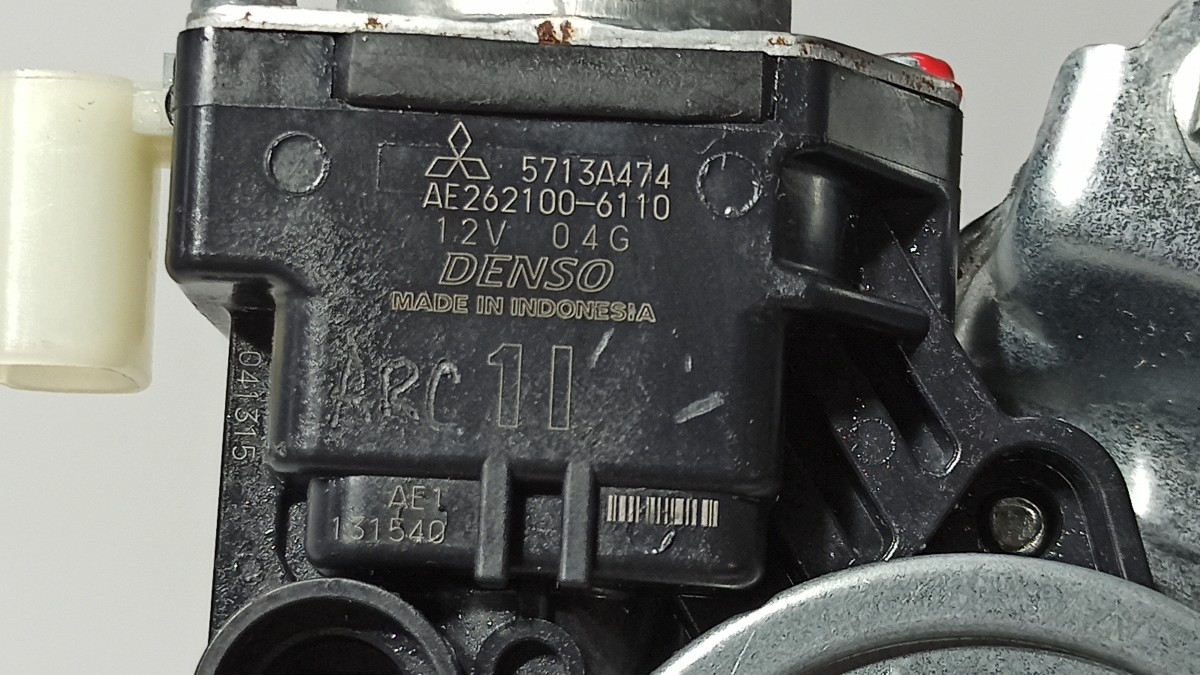 5713A474
AE262100-6110
12V 04G
DENSO
MADE IN INDONESIA
ARC 11
041315
AE1
131540